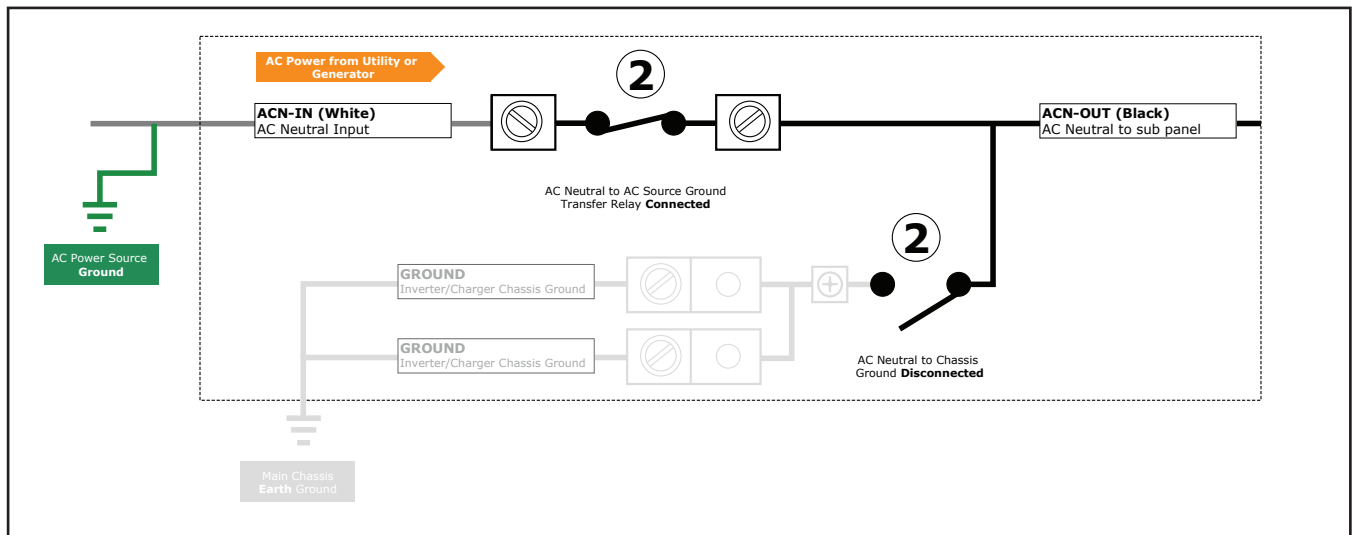 AC Power from Utility or
Generator
2
ACN-IN (White)
AC Neutral Input
ACN-OUT (Black)
AC Neutral to sub panel
AC Neutral to AC Source Ground
Transfer Relay Connected
2
AC Power Source
Ground
GROUND
Inverter/Charger Chassis Ground
GROUND
Inverter/Charger Chassis Ground
AC Neutral to Chassis
Ground Disconnected
Main Chassis
Earth Ground